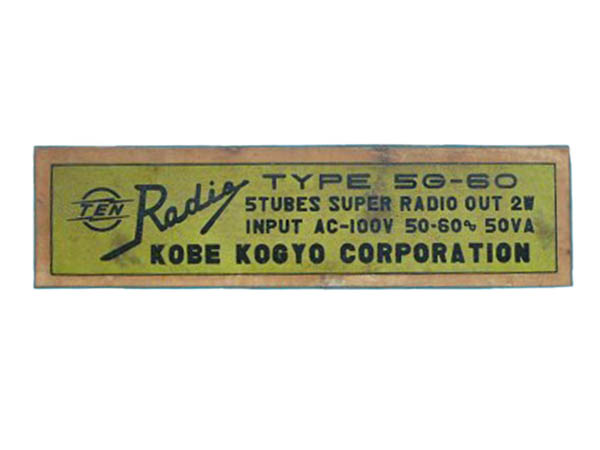 TEN Radio
TYPE 5G-60
5TUBES SUPER RADIO OUT 2W
INPUT AC-100V 50-60∿ 50VA
KOBE KOGYO CORPORATION